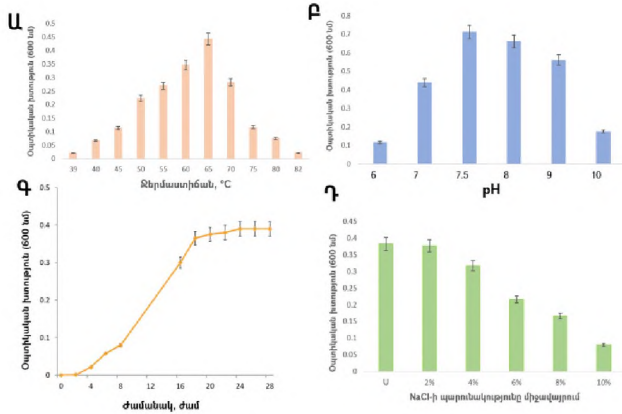 Ա
Օպտիկական խտություն (600 նմ)
0.5
0.45
0.4
0.35
0.3
0.25
0.2
0.15
0.1
0.05
0
39 40 45 50 55 60 65 70 75 80 82
Ջերմաստիճան, °C
Բ
Օպտիկական խտություն (600 նմ)
0.8
0.7
0.6
0.5
0.4
0.3
0.2
0.1
0
6 7 7.5 8 9 10
pH
Գ
Օպտիկական խտություն (600 նմ)
0.5
0.4
0.3
0.2
0.1
0
0 4 8 12 16 20 24 28
Ժամանակ, ժամ
Դ
Օպտիկական խտություն (600 նմ)
0.45
0.4
0.35
0.3
0.25
0.2
0.15
0.1
0.05
0
Ս 2% 4% 6% 8% 10%
NaCl-ի պարունակությունը միջավայրում